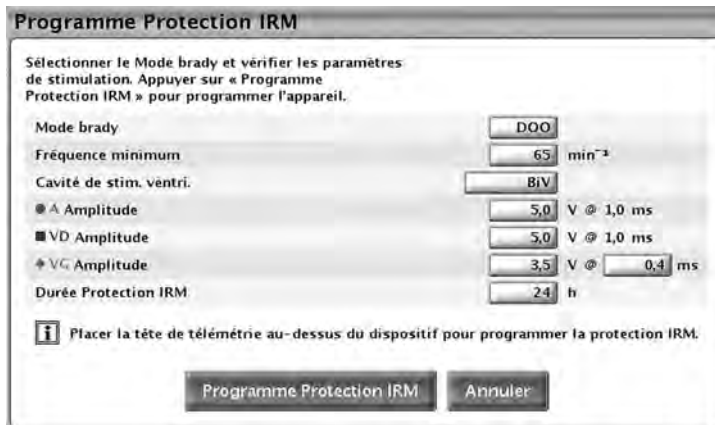 Programme Protection IRM
Sélectionner le Mode brady et vérifier les paramètres
de stimulation. Appuyer sur « Programme
Protection IRM » pour programmer l'appareil.
Mode brady DOO
Fréquence minimum 65 min⁻¹
Cavité de stim. ventri. BiV
A Amplitude 5,0 V @ 1,0 ms
VD Amplitude 5,0 V @ 1,0 ms
VG Amplitude 3,5 V @ 0,4 ms
Durée Protection IRM 24 h
i Placer la tête de télémétrie au-dessus du dispositif pour programmer la protection IRM.
Programme Protection IRM Annuler